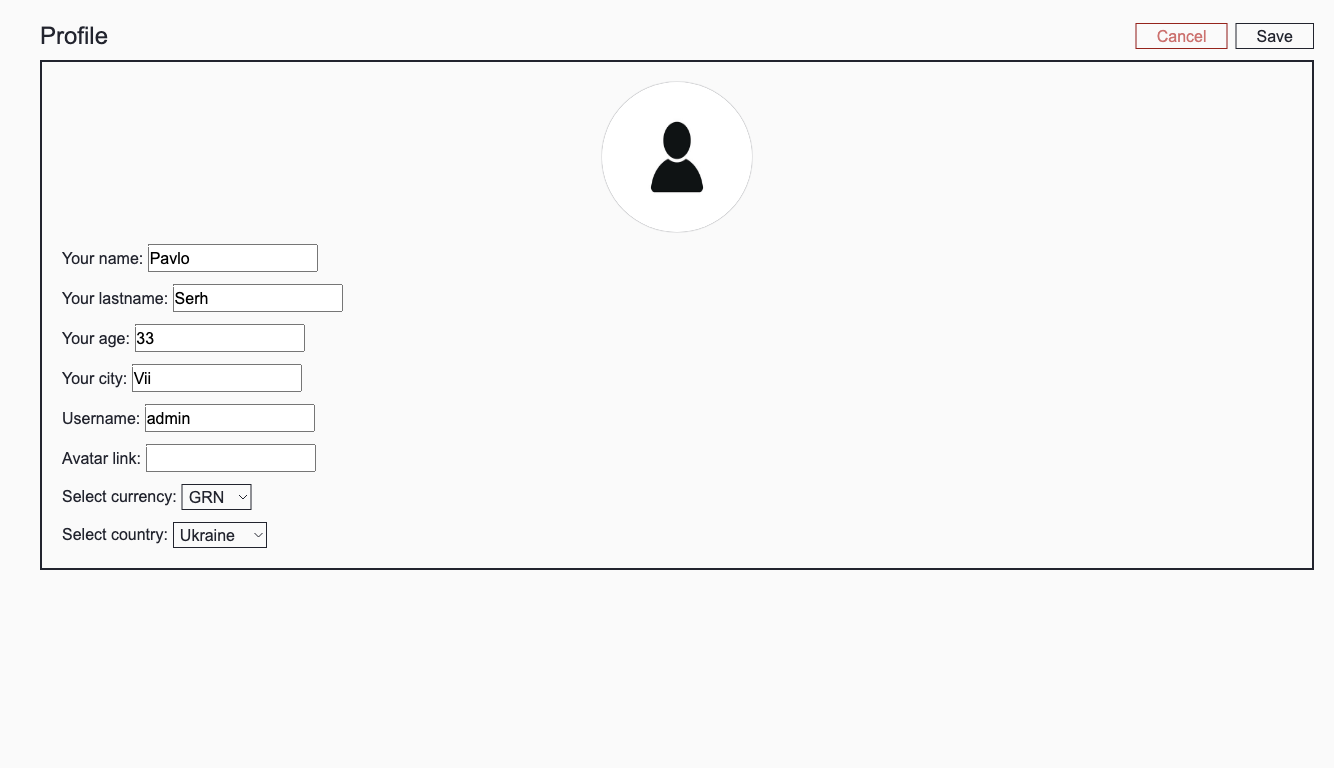 Profile Cancel Save
Your name: Pavlo
Your lastname: Serh
Your age: 33
Your city: Vii
Username: admin
Avatar link:
Select currency: GRN
Select country: Ukraine